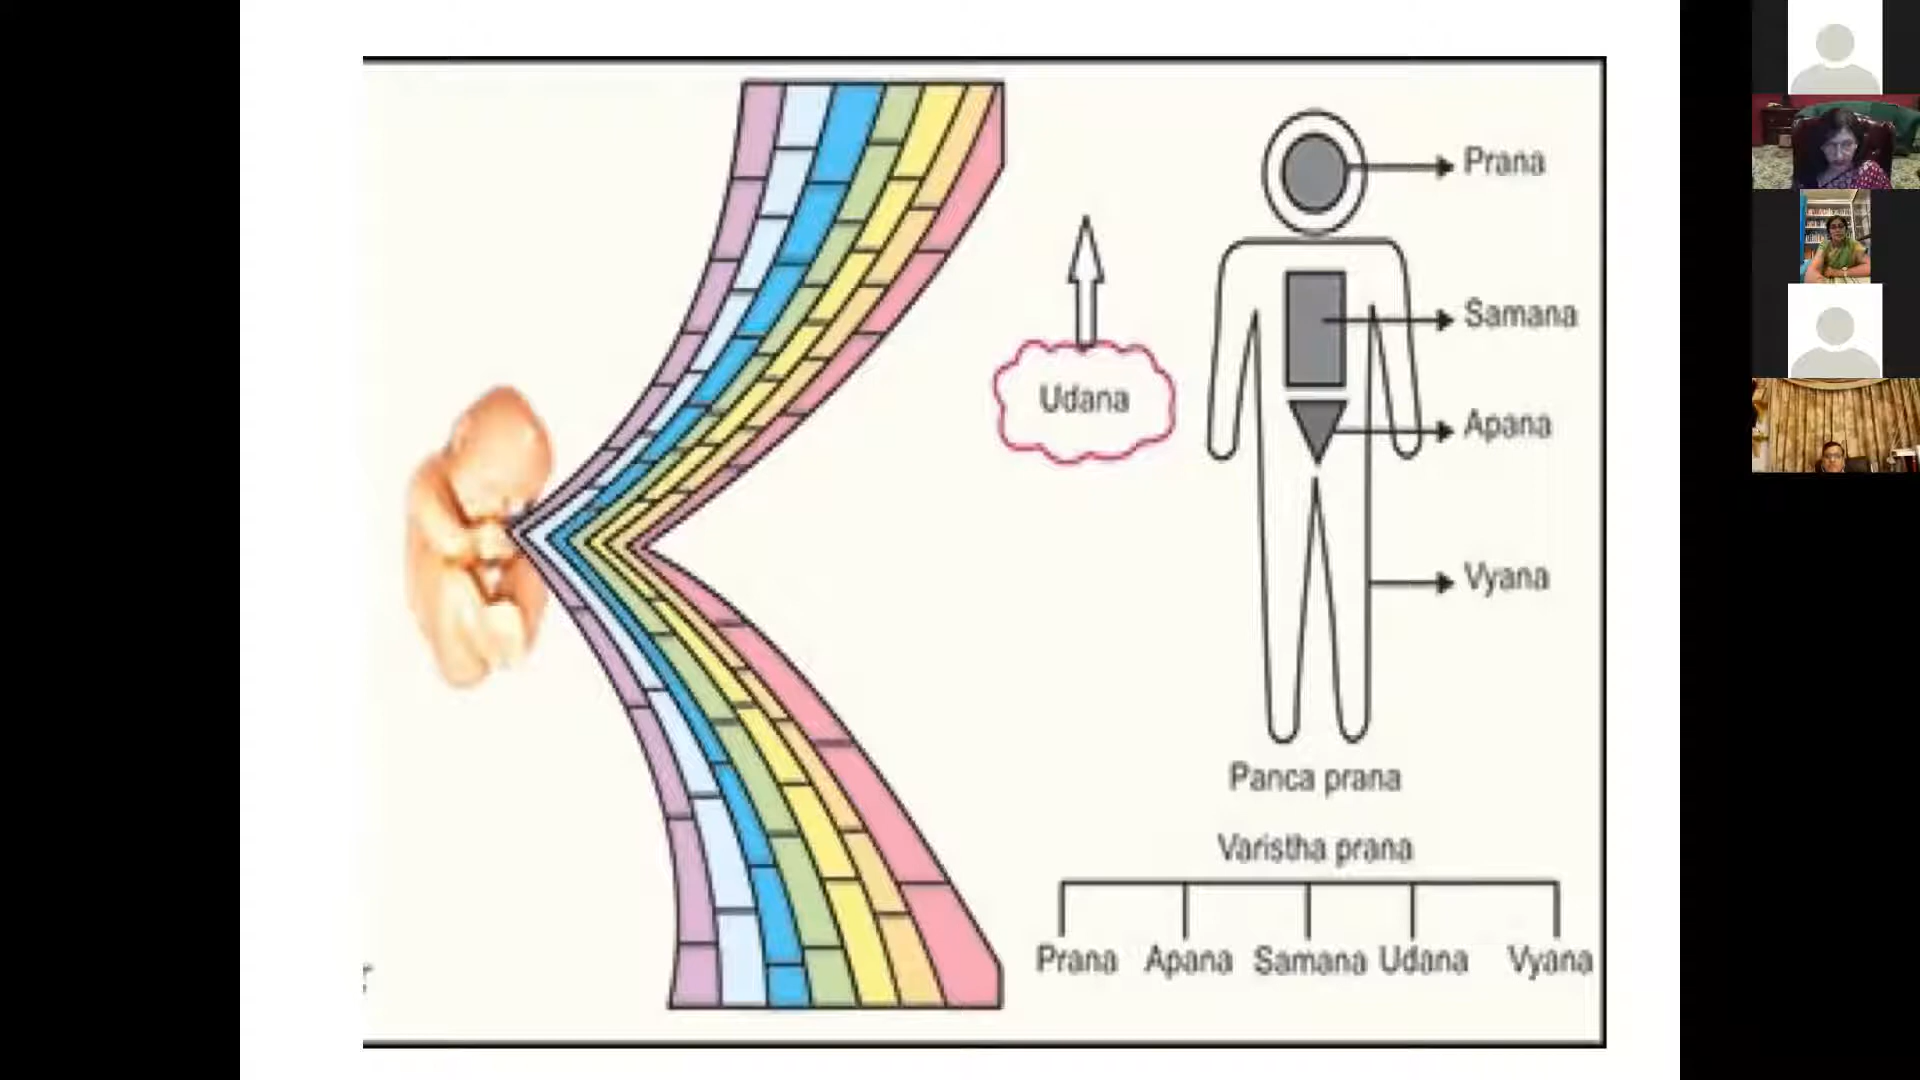 Prana
Samana
Udana
Apana
Vyana
Panca prana
Varistha prana
Prana Apana Samana Udana Vyana